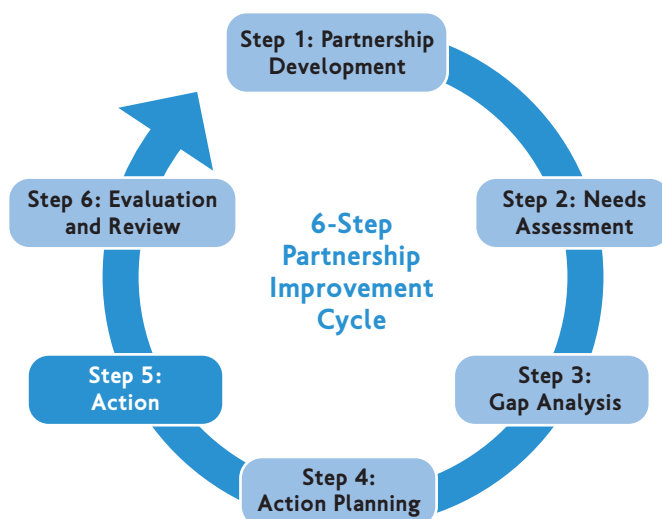 Step 1: Partnership
Development
Step 2: Needs
Assessment
Step 3:
Gap Analysis
Step 4:
Action Planning
Step 5:
Action
Step 6: Evaluation
and Review
6-Step
Partnership
Improvement
Cycle